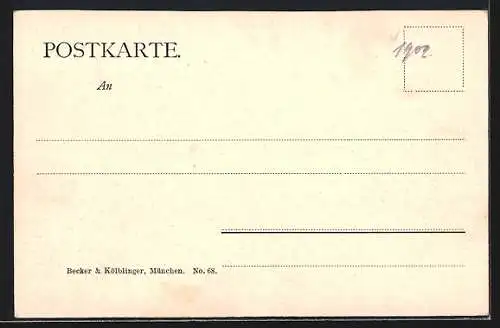 POSTKARTE.
1902.
An
Becker & Kölblinger, München. No. 68.